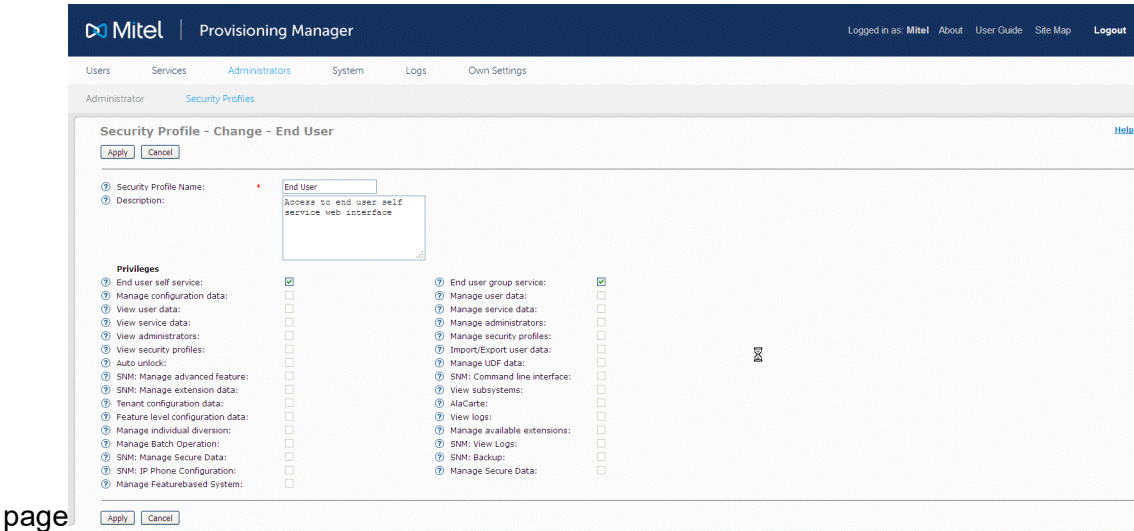 Mitel | Provisioning Manager Logged in as: Mitel About User Guide Site Map Logout
Users Services Administrators System Logs Own Settings
Administrator Security Profiles
Security Profile - Change - End User Help
Apply Cancel
? Security Profile Name: * End User
? Description: Access to end user self
service web interface
Privileges
? End user self service: ? End user group service:
? Manage configuration data: ? Manage user data:
? View user data: ? Manage service data:
? View service data: ? Manage administrators:
? View administrators: ? Manage security profiles:
? View security profiles: ? Import/Export user data:
? Auto unlock: ? Manage UDF data:
? SNM: Manage advanced feature: ? SNM: Command line interface:
? SNM: Manage extension data: ? View subsystems:
? Tenant configuration data: ? AlaCarte:
? Feature level configuration data: ? View logs:
? Manage individual diversion: ? Manage available extensions:
? Manage Batch Operation: ? SNM: View Logs:
? SNM: Manage Secure Data: ? SNM: Backup:
? SNM: IP Phone Configuration: ? Manage Secure Data:
? Manage Featurebased System:
page Apply Cancel